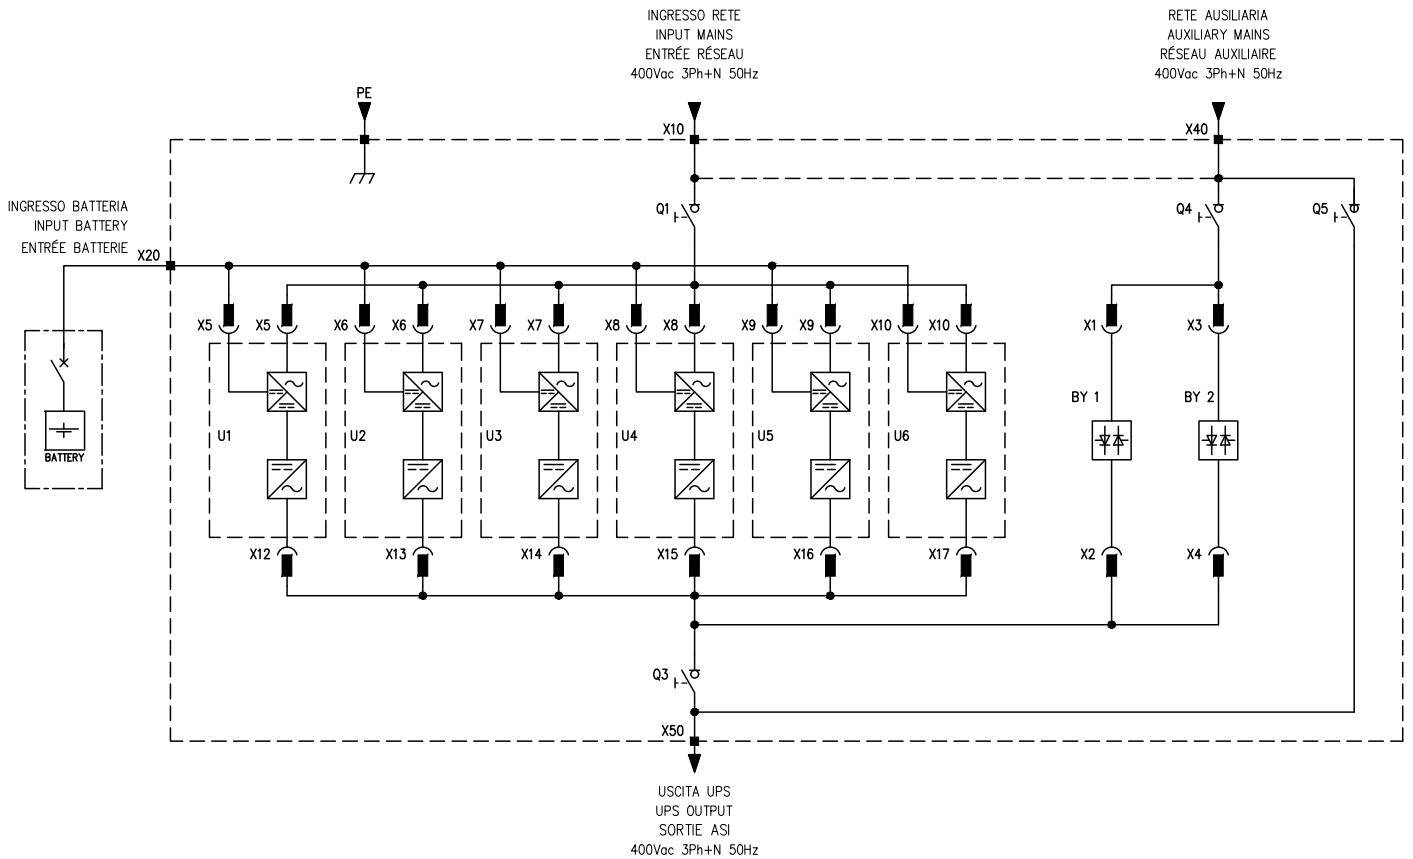 INGRESSO RETE
INPUT MAINS
ENTRÉE RÉSEAU
400Vac 3Ph+N 50Hz
RETE AUSILIARIA
AUXILIARY MAINS
RÉSEAU AUXILIAIRE
400Vac 3Ph+N 50Hz
PE
X10
X40
INGRESSO BATTERIA
INPUT BATTERY
ENTRÉE BATTERIE
X20
Q1
Q4
Q5
X5 X5 X6 X6 X7 X7 X8 X8 X9 X9 X10 X10 X1 X3
BY 1
BY 2
U1 U2 U3 U4 U5 U6
BATTERY
X12 X13 X14 X15 X16 X17 X2 X4
Q3
X50
USCITA UPS
UPS OUTPUT
SORTIE ASI
400Vac 3Ph+N 50Hz